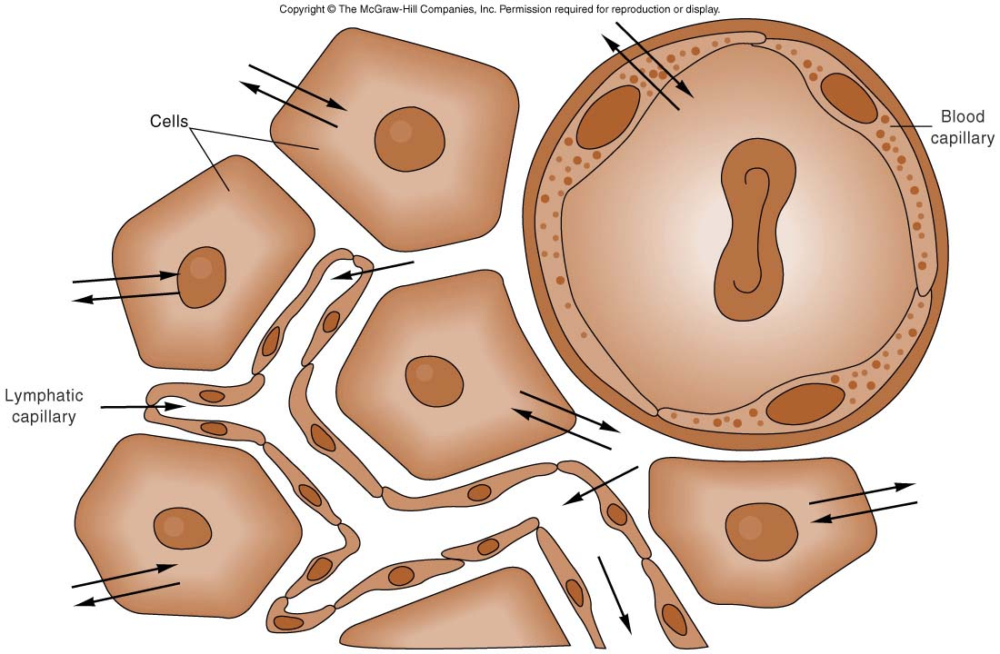 Copyright © The McGraw-Hill Companies, Inc. Permission required for reproduction or display.
Cells
Blood
capillary
Lymphatic
capillary